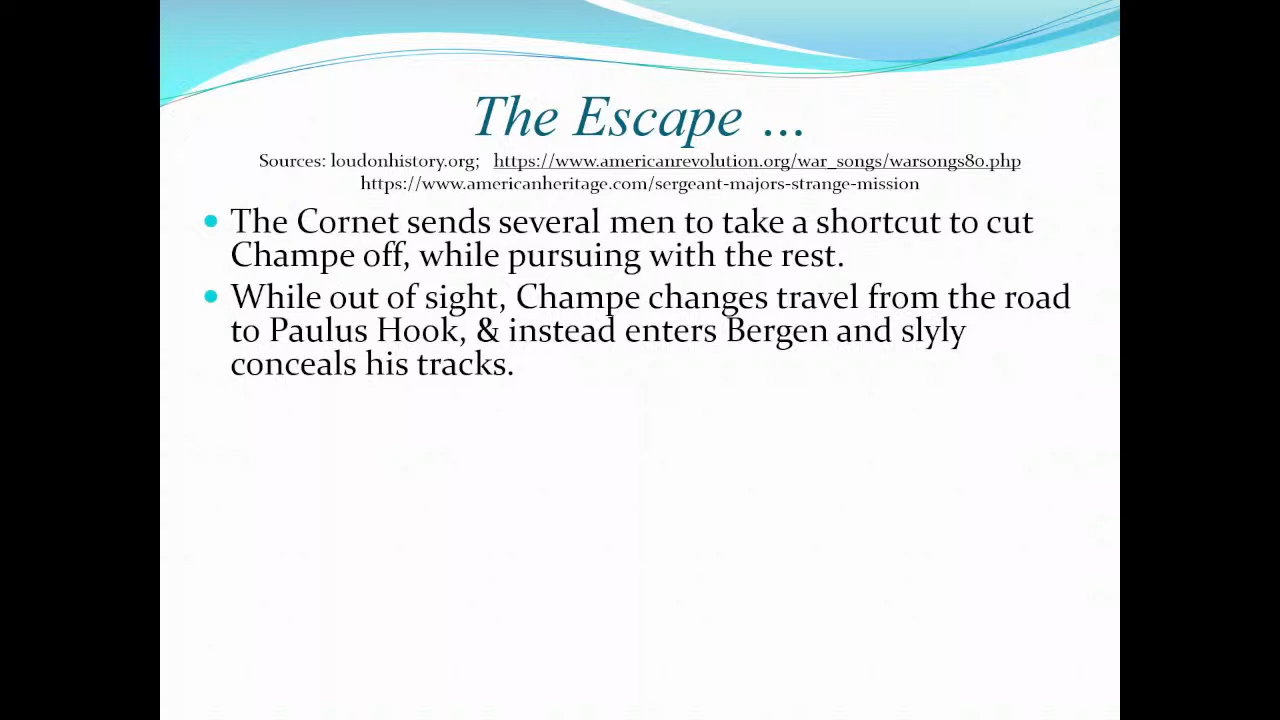 The Escape ...
Sources: loudonhistory.org; https://www.americanrevolution.org/war_songs/warsongs80.php
https://www.americanheritage.com/sergeant-majors-strange-mission
• The Cornet sends several men to take a shortcut to cut
Champe off, while pursuing with the rest.
• While out of sight, Champe changes travel from the road
to Paulus Hook, & instead enters Bergen and slyly
conceals his tracks.